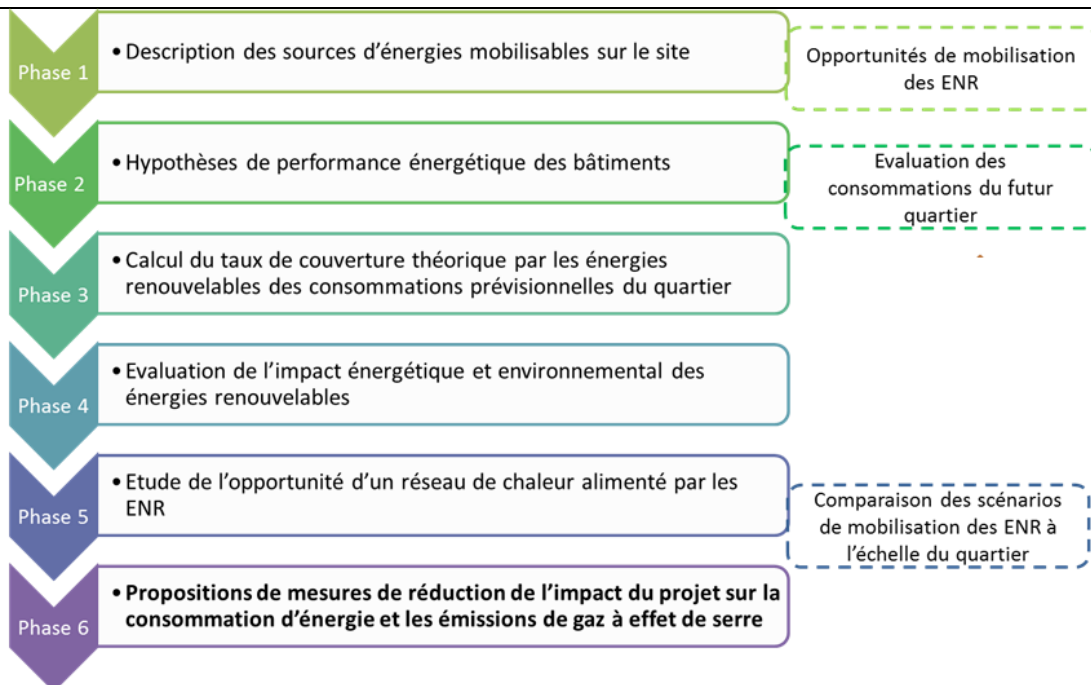 Phase 1
• Description des sources d'énergies mobilisables sur le site
Opportunités de mobilisation
des ENR
Phase 2
• Hypothèses de performance énergétique des bâtiments
Evaluation des
consommations du futur
quartier
Phase 3
• Calcul du taux de couverture théorique par les énergies
renouvelables des consommations prévisionnelles du quartier
Phase 4
• Evaluation de l'impact énergétique et environnemental des
énergies renouvelables
Phase 5
• Etude de l'opportunité d'un réseau de chaleur alimenté par les
ENR
Comparaison des scénarios
de mobilisation des ENR à
l'échelle du quartier
Phase 6
• Propositions de mesures de réduction de l'impact du projet sur la
consommation d'énergie et les émissions de gaz à effet de serre